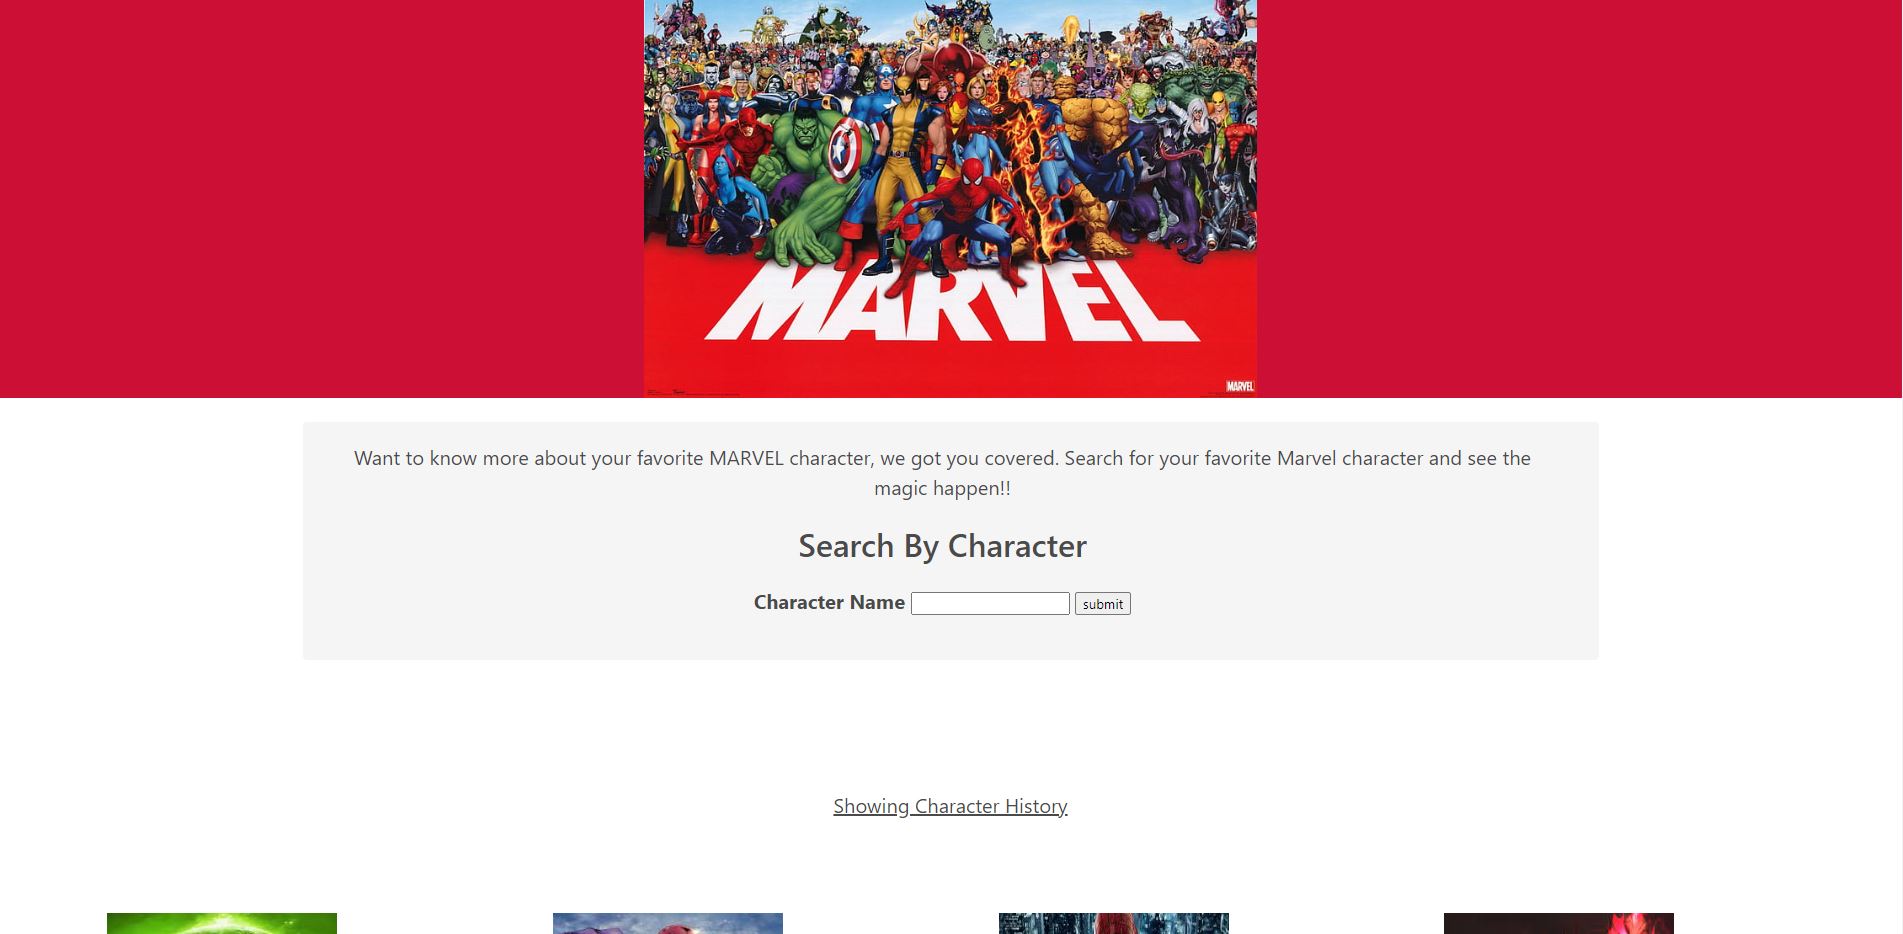 MARVEL
MARVEL
Want to know more about your favorite MARVEL character, we got you covered. Search for your favorite Marvel character and see the
magic happen!!
Search By Character
Character Name submit
Showing Character History